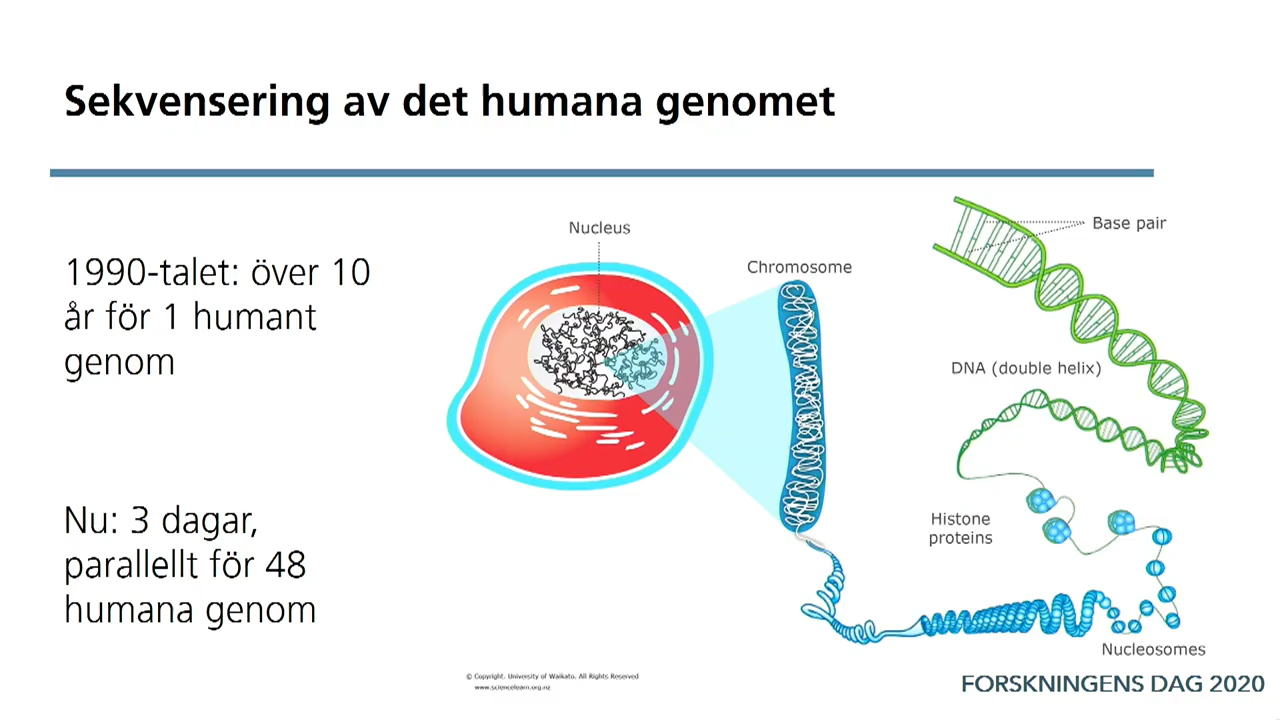 Sekvensering av det humana genomet
1990-talet: över 10
år för 1 humant
genom
Nu: 3 dagar,
parallellt för 48
humana genom
Nucleus
Chromosome
Base pair
DNA (double helix)
Histone
proteins
Nucleosomes
© Copyright. University of Waikato. All Rights Reserved
www.sciencelearn.org.nz
FORSKNINGENS DAG 2020